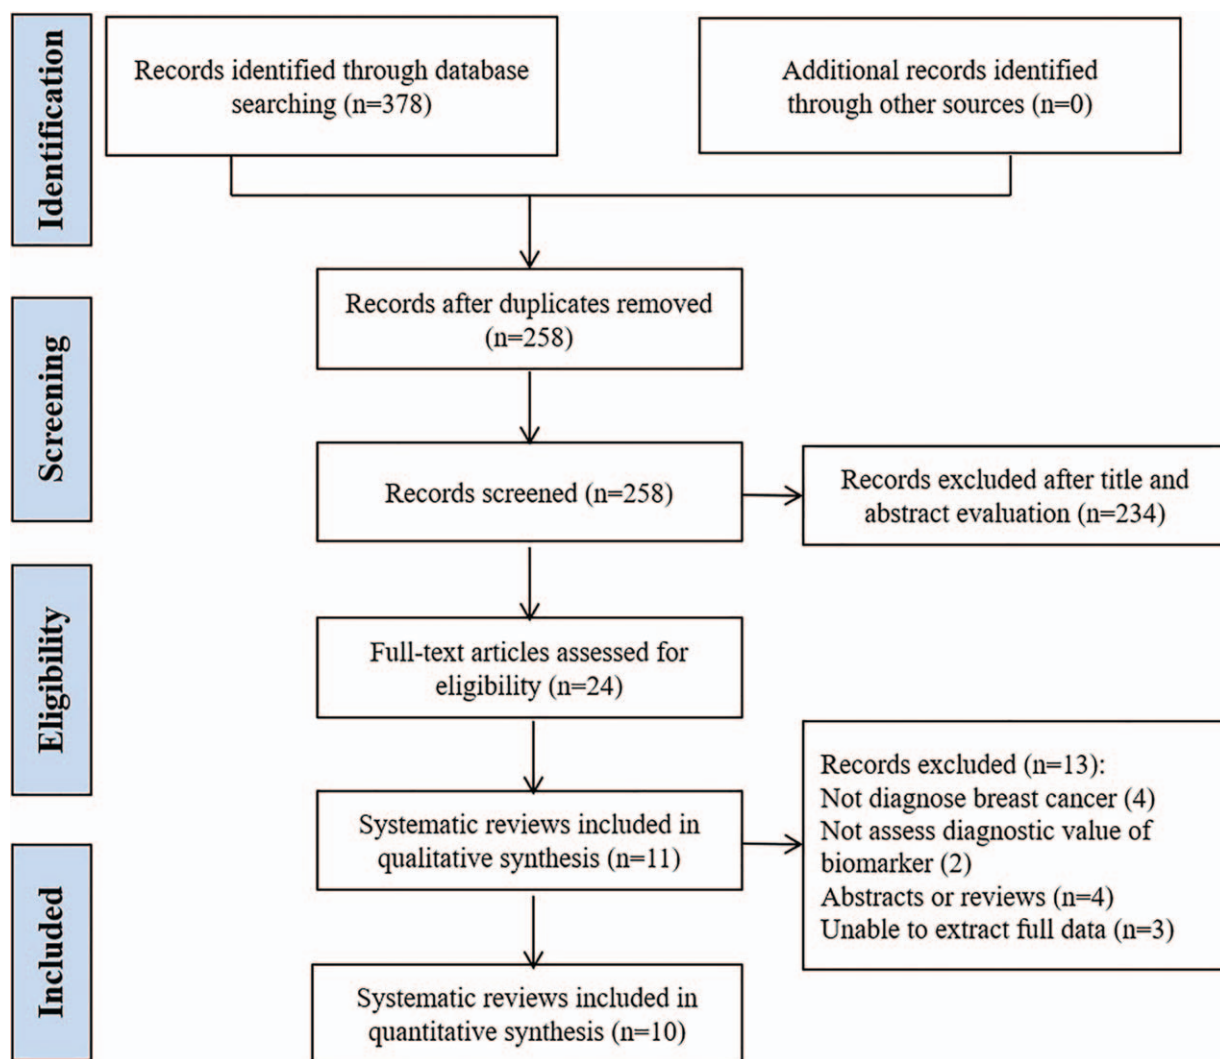 Identification
Records identified through database
searching (n=378)
Additional records identified
through other sources (n=0)
Screening
Records after duplicates removed
(n=258)
Records screened (n=258)
Records excluded after title and
abstract evaluation (n=234)
Eligibility
Full-text articles assessed for
eligibility (n=24)
Systematic reviews included in
qualitative synthesis (n=11)
Records excluded (n=13):
Not diagnose breast cancer (4)
Not assess diagnostic value of
biomarker (2)
Abstracts or reviews (n=4)
Unable to extract full data (n=3)
Included
Systematic reviews included in
quantitative synthesis (n=10)